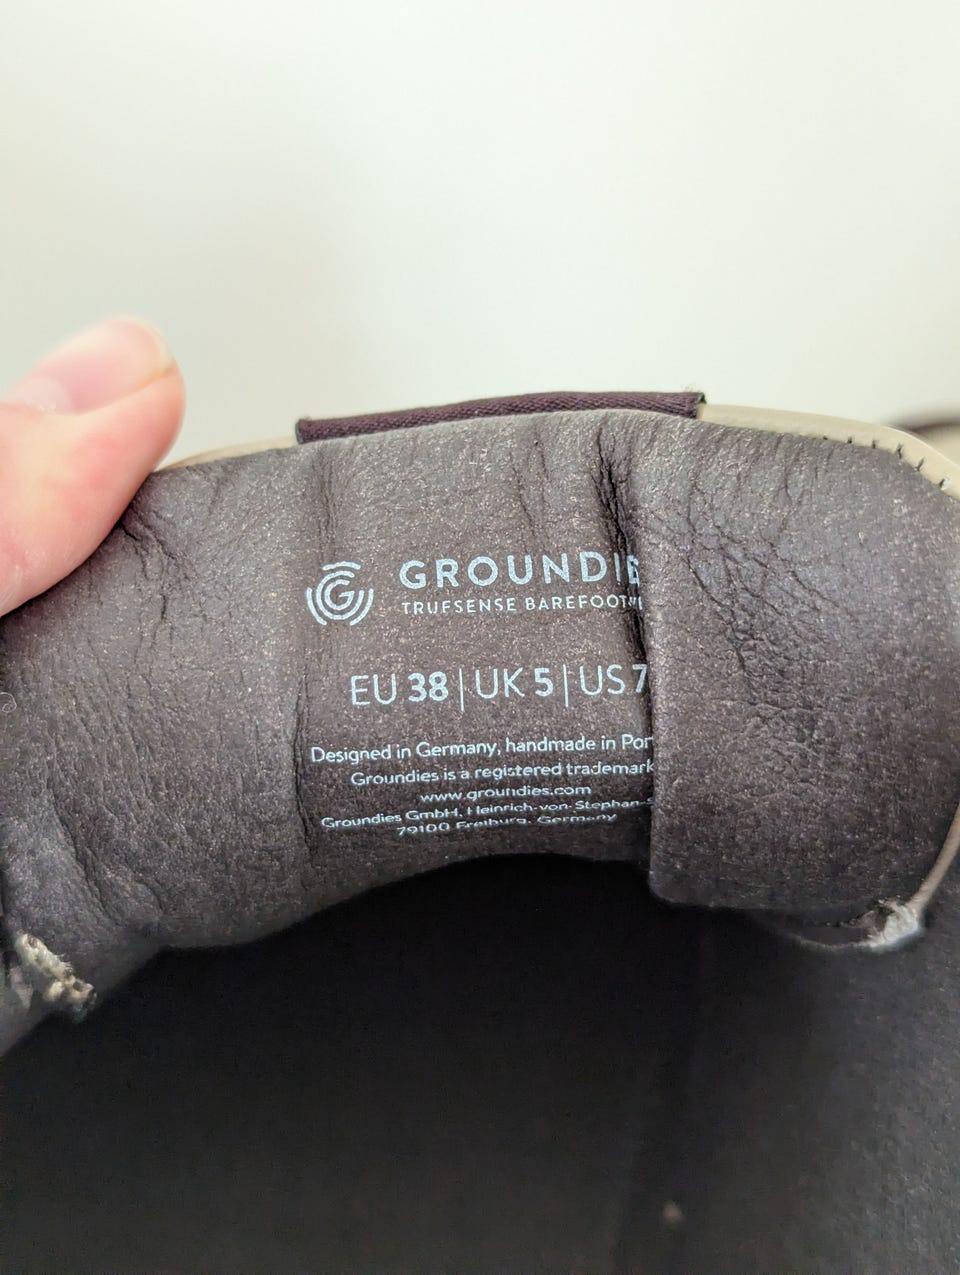 GROUNDIE
TRUESENSE BAREFOOT
EU 38 | UK 5 | US 7
Designed in Germany, handmade in Por
Groundies is a registered trademark
www.groundies.com
Groundies GmbH, Heinrich-von-Stephan-
79100 Freiburg, Germany